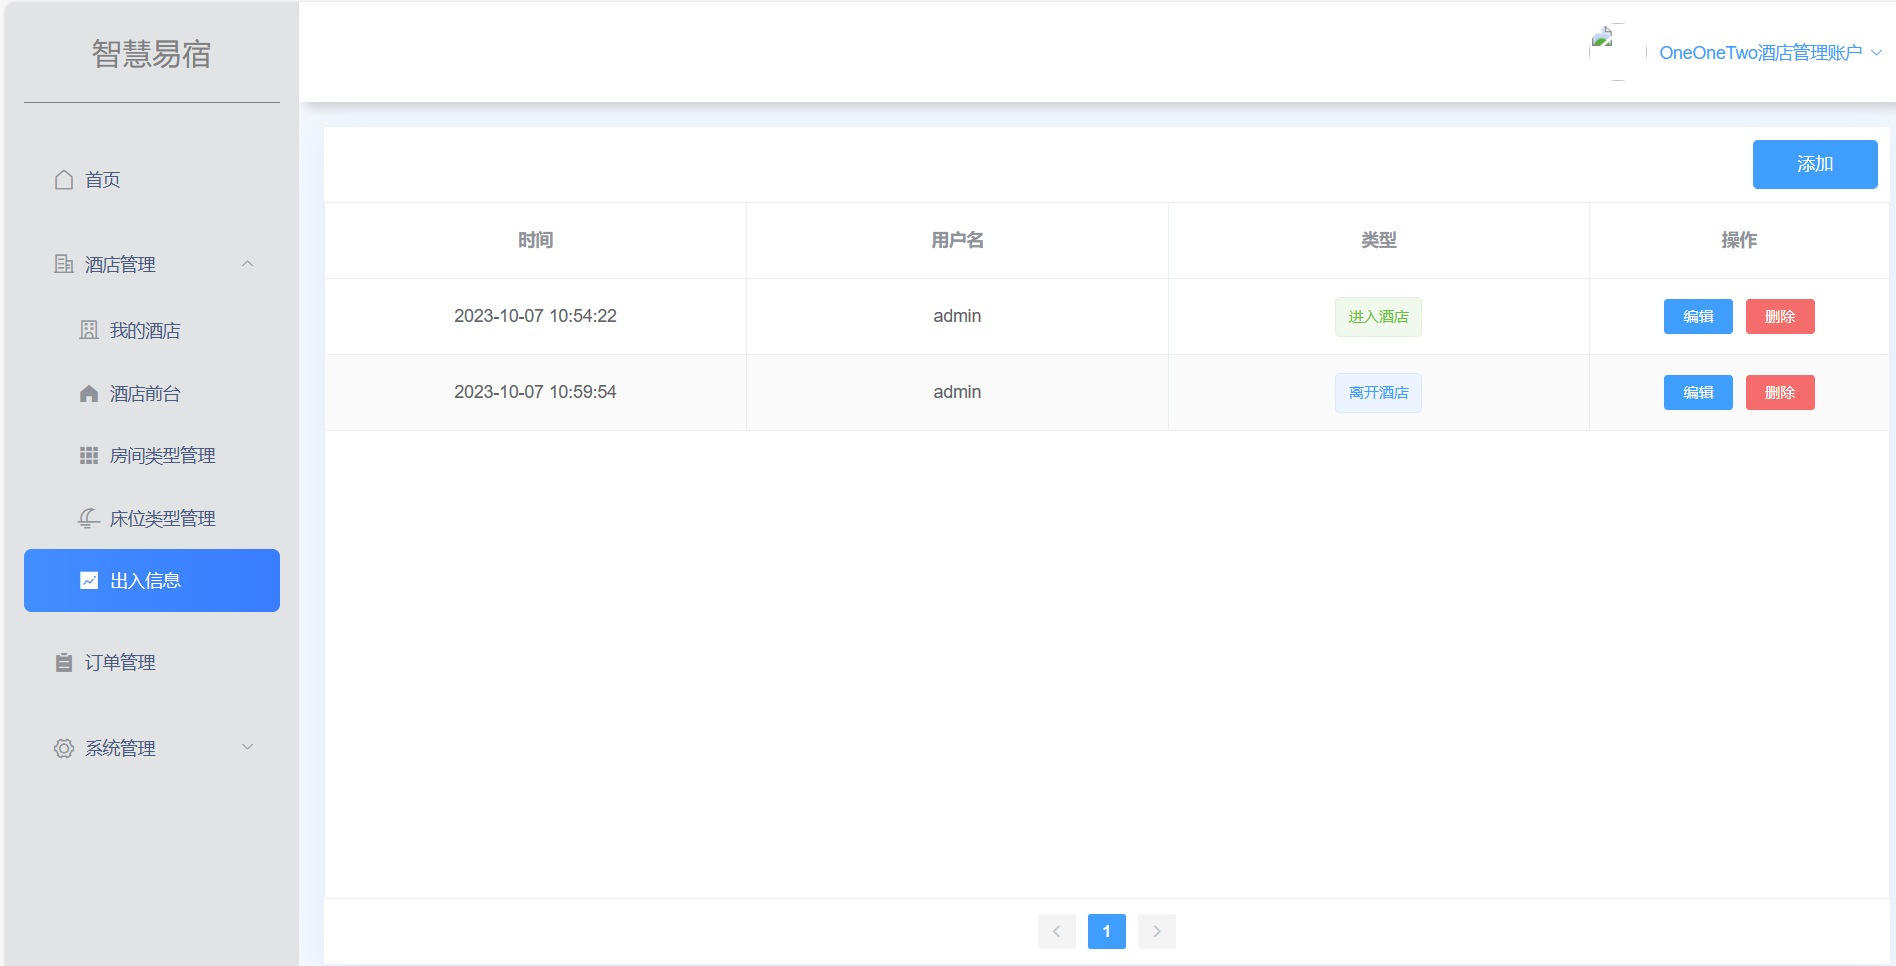 智慧易宿
OneOneTwo酒店管理账户
首页
酒店管理
我的酒店
酒店前台
房间类型管理
床位类型管理
出入信息
订单管理
系统管理
添加
时间 用户名 类型 操作
2023-10-07 10:54:22 admin 进入酒店 编辑 删除
2023-10-07 10:59:54 admin 离开酒店 编辑 删除
1